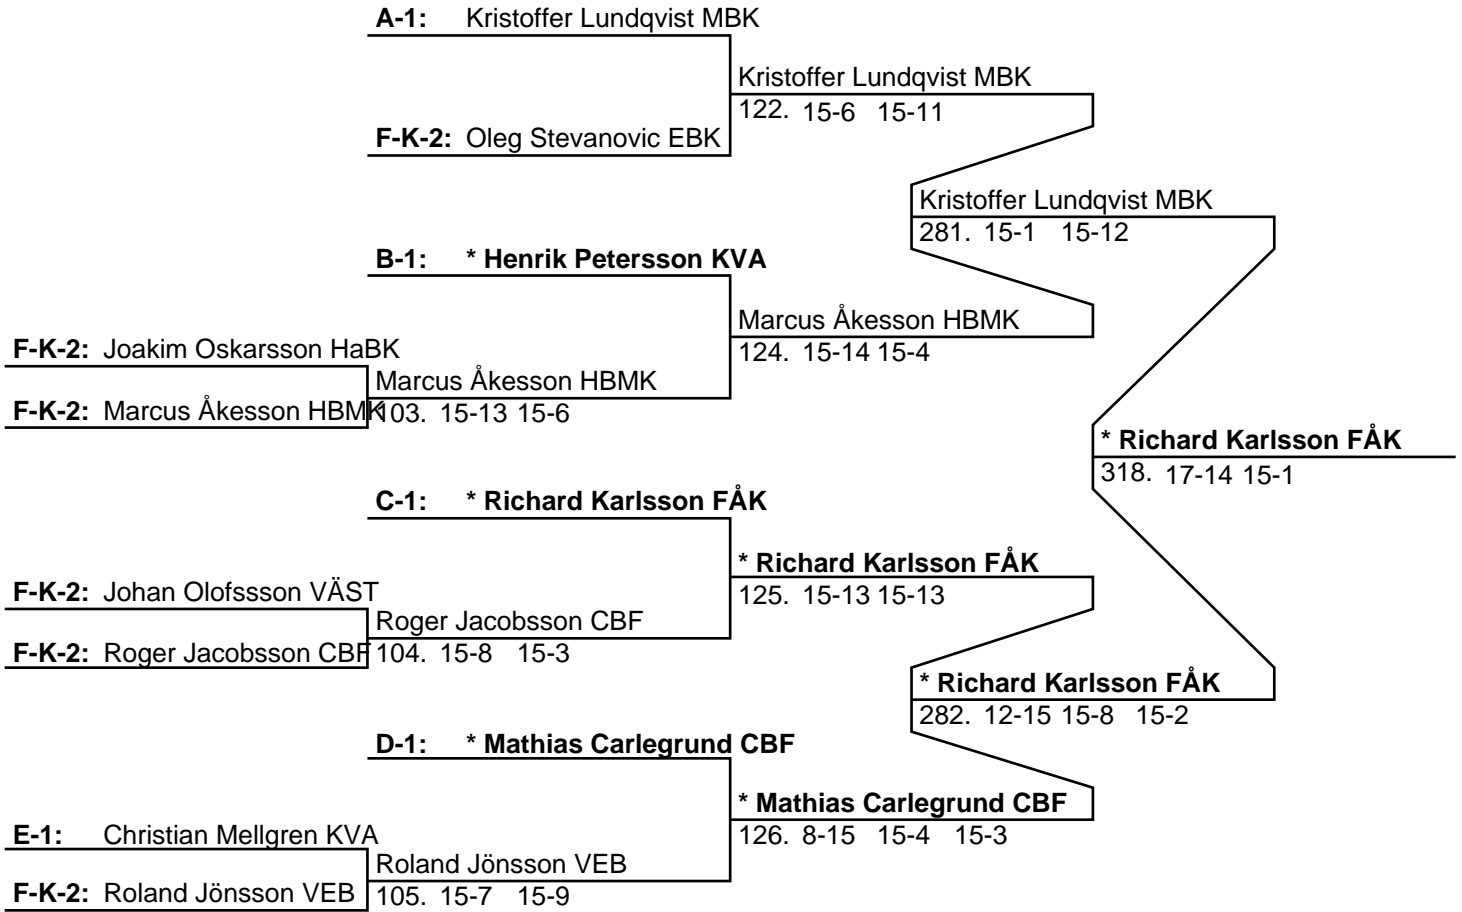 A-1: Kristoffer Lundqvist MBK
Kristoffer Lundqvist MBK
122. 15-6 15-11
F-K-2: Oleg Stevanovic EBK
Kristoffer Lundqvist MBK
281. 15-1 15-12
B-1: * Henrik Petersson KVA
Marcus Åkesson HBMK
124. 15-14 15-4
F-K-2: Joakim Oskarsson HaBK
Marcus Åkesson HBMK
F-K-2: Marcus Åkesson HBMK
103. 15-13 15-6
* Richard Karlsson FÅK
318. 17-14 15-1
C-1: * Richard Karlsson FÅK
* Richard Karlsson FÅK
125. 15-13 15-13
F-K-2: Johan Olofssson VÄST
Roger Jacobsson CBF
F-K-2: Roger Jacobsson CBF
104. 15-8 15-3
* Richard Karlsson FÅK
282. 12-15 15-8 15-2
D-1: * Mathias Carlegrund CBF
* Mathias Carlegrund CBF
126. 8-15 15-4 15-3
E-1: Christian Mellgren KVA
Roland Jönsson VEB
F-K-2: Roland Jönsson VEB
105. 15-7 15-9